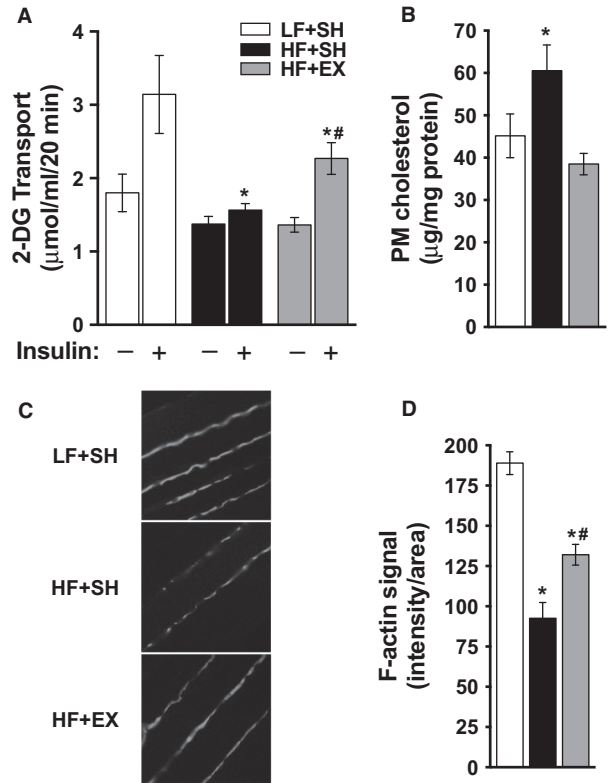 A
LF+SH
HF+SH
HF+EX
2-DG Transport
(μmol/ml/20 min)
4
3
2
1
0
*
*#
Insulin: – + – + – +
B
PM cholesterol
(μg/mg protein)
70
60
50
40
30
20
10
0
*
C
LF+SH
HF+SH
HF+EX
D
F-actin signal
(intensity/area)
200
175
150
125
100
75
50
25
0
*
*#